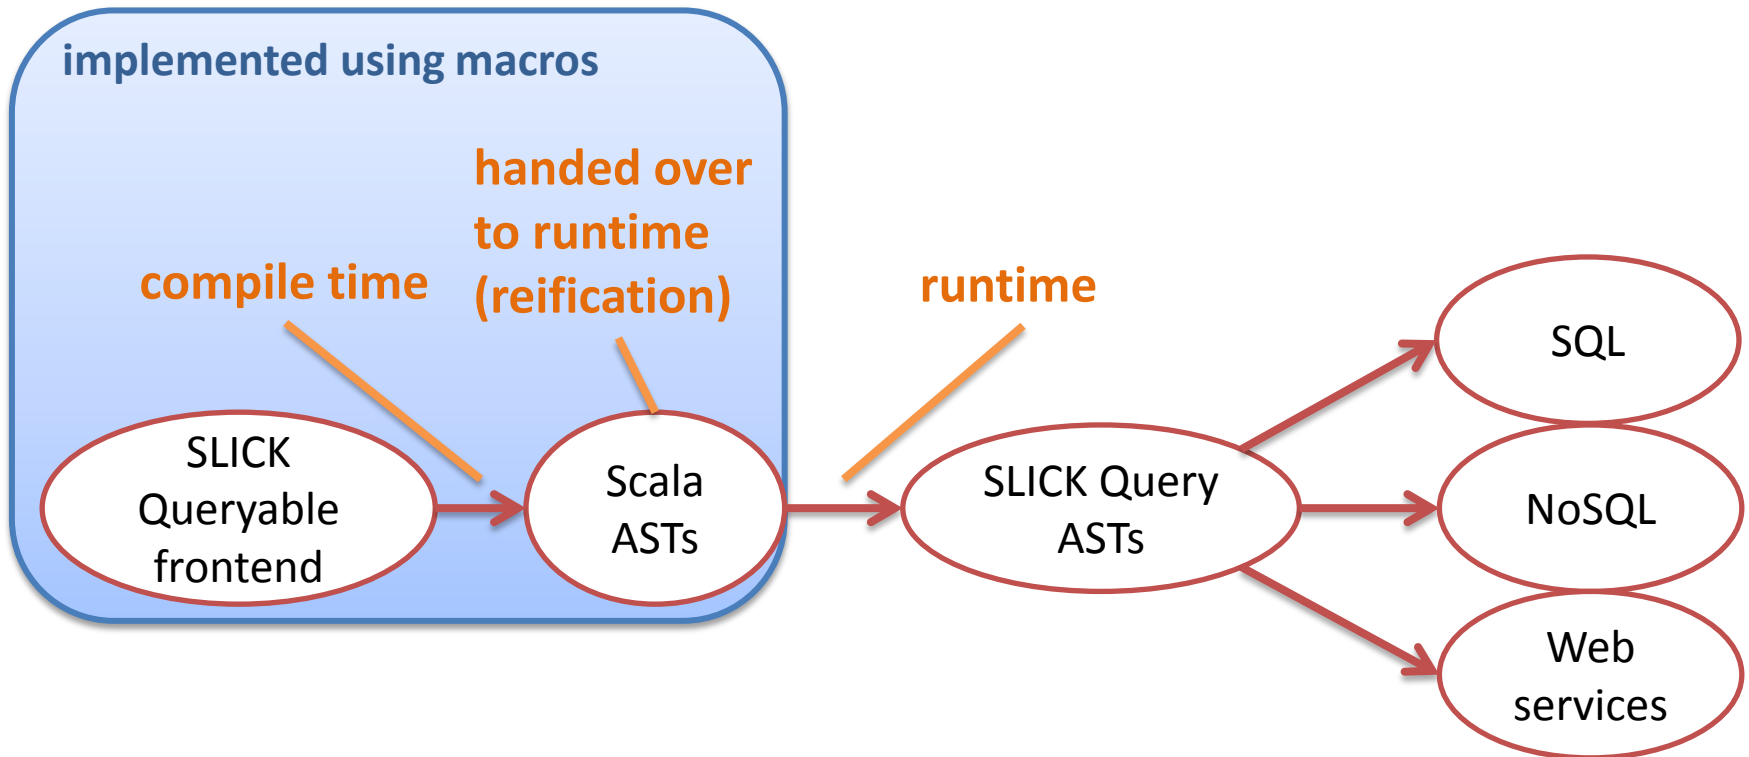 implemented using macros
handed over
to runtime
(reification)
compile time
runtime
SLICK
Queryable
frontend
Scala
ASTs
SLICK Query
ASTs
SQL
NoSQL
Web
services